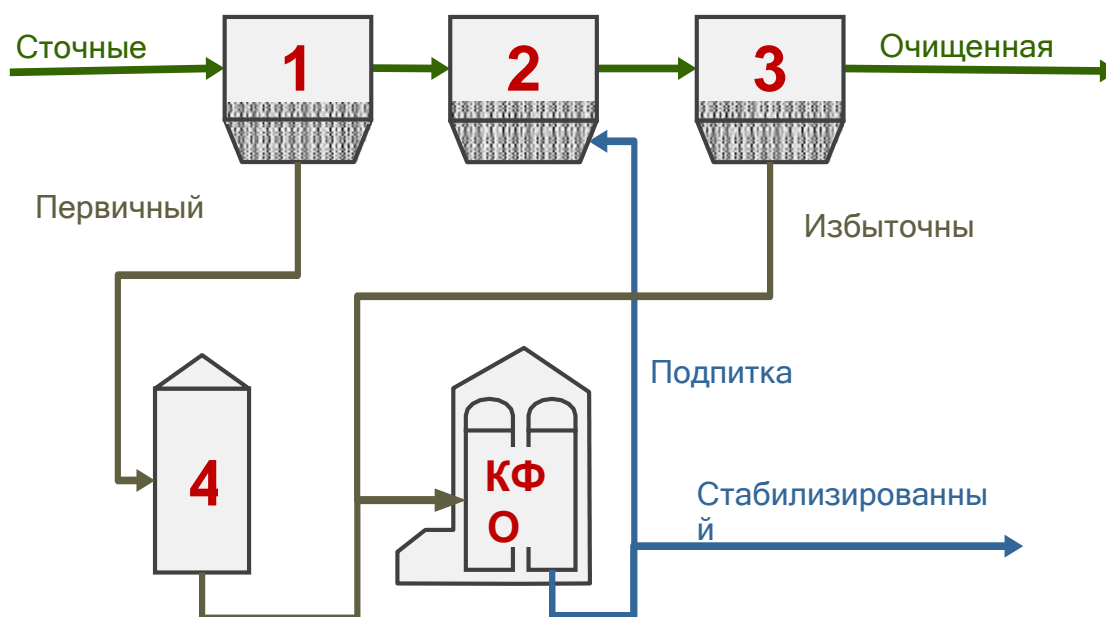 Сточные
1
2
3
Очищенная
Первичный
Избыточны
Подпитка
4
КФ
О
Стабилизированны
й